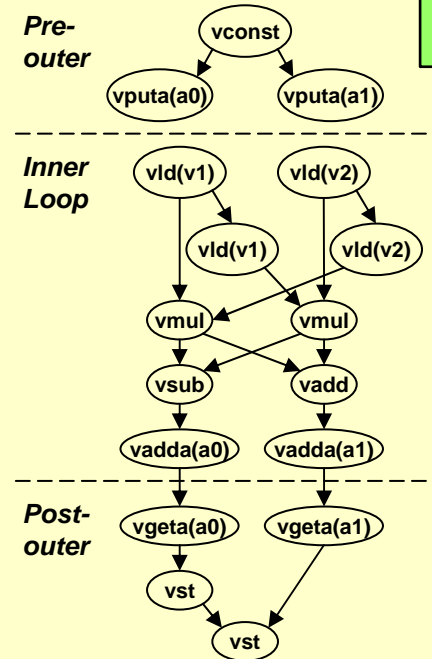 Pre-
outer
vconst
vputa(a0) vputa(a1)
Inner
Loop
vld(v1) vld(v2)
vld(v1) vld(v2)
vmul vmul
vsub vadd
vadda(a0) vadda(a1)
Post-
outer
vgeta(a0) vgeta(a1)
vst
vst